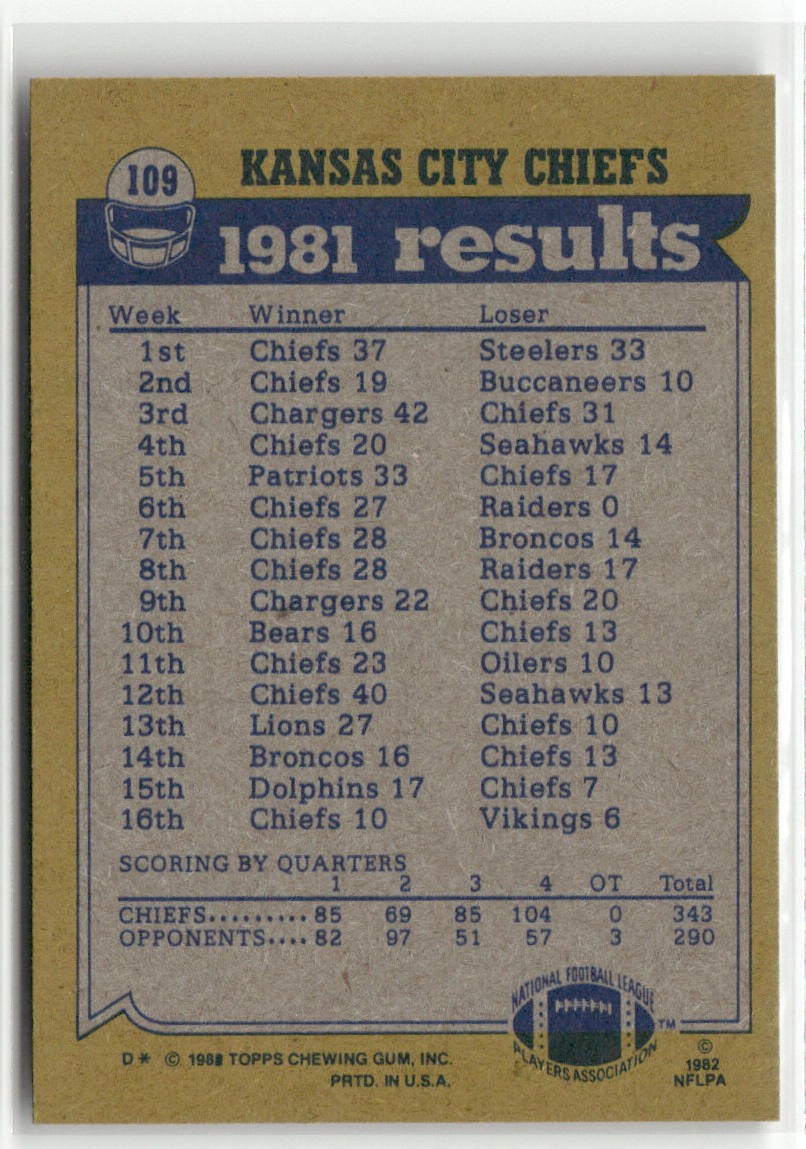 109
KANSAS CITY CHIEFS
1981 results
Week Winner Loser
1st Chiefs 37 Steelers 33
2nd Chiefs 19 Buccaneers 10
3rd Chargers 42 Chiefs 31
4th Chiefs 20 Seahawks 14
5th Patriots 33 Chiefs 17
6th Chiefs 27 Raiders 0
7th Chiefs 28 Broncos 14
8th Chiefs 28 Raiders 17
9th Chargers 22 Chiefs 20
10th Bears 16 Chiefs 13
11th Chiefs 23 Oilers 10
12th Chiefs 40 Seahawks 13
13th Lions 27 Chiefs 10
14th Broncos 16 Chiefs 13
15th Dolphins 17 Chiefs 7
16th Chiefs 10 Vikings 6
SCORING BY QUARTERS
1 2 3 4 OT Total
CHIEFS......... 85 69 85 104 0 343
OPPONENTS.... 82 97 51 57 3 290
NATIONAL FOOTBALL LEAGUE
PLAYERS ASSOCIATION
TM
D* © 1982 TOPPS CHEWING GUM, INC.
PRTD. IN U.S.A.
©
1982
NFLPA